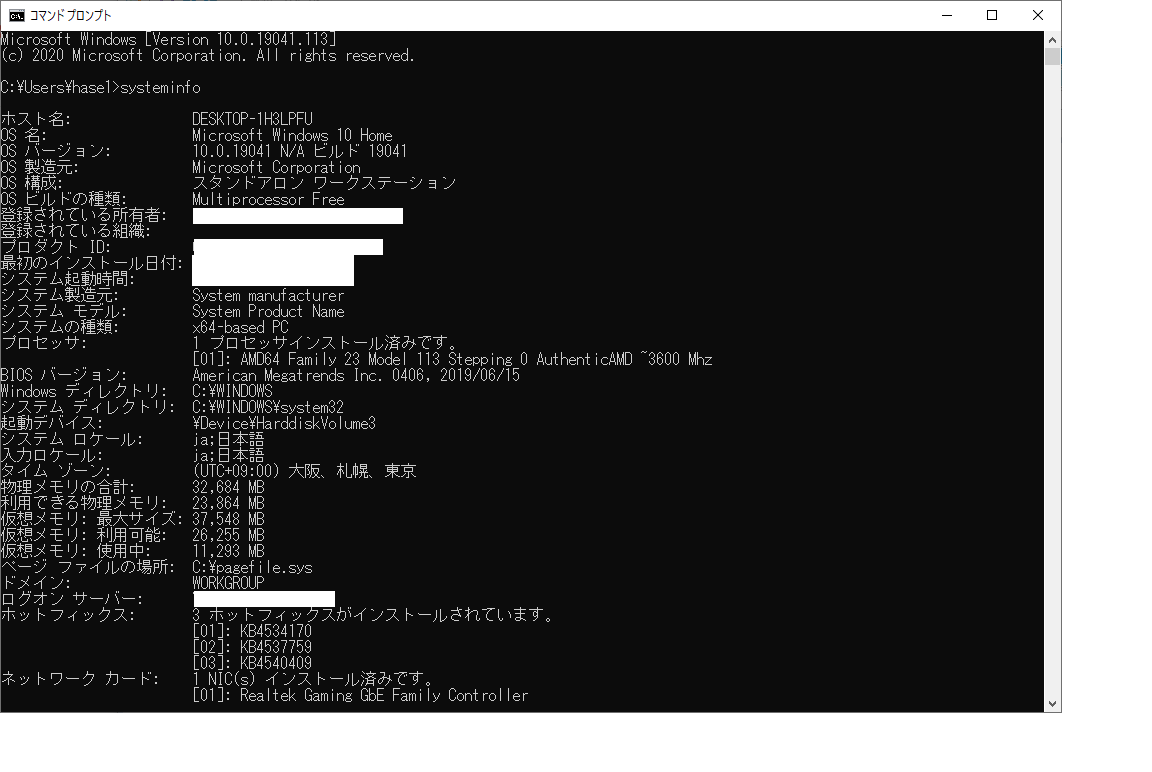 コマンド プロンプト
Microsoft Windows [Version 10.0.19041.113]
(c) 2020 Microsoft Corporation. All rights reserved.
C:¥Users¥hasel>systeminfo
ホスト名: DESKTOP-1H3LPFU
OS 名: Microsoft Windows 10 Home
OS バージョン: 10.0.19041 N/A ビルド 19041
OS 製造元: Microsoft Corporation
OS 構成: スタンドアロン ワークステーション
OS ビルドの種類: Multiprocessor Free
登録されている所有者:
登録されている組織:
プロダクト ID:
最初のインストール日付:
システム起動時間:
システム製造元: System manufacturer
システム モデル: System Product Name
システムの種類: x64-based PC
プロセッサ: 1 プロセッサインストール済みです。
[01]: AMD64 Family 23 Model 113 Stepping 0 AuthenticAMD ~3600 Mhz
BIOS バージョン: American Megatrends Inc. 0406, 2019/06/15
Windows ディレクトリ: C:¥WINDOWS
システム ディレクトリ: C:¥WINDOWS¥system32
起動デバイス: ¥Device¥HarddiskVolume3
システム ロケール: ja;日本語
入力ロケール: ja;日本語
タイム ゾーン: (UTC+09:00) 大阪、札幌、東京
物理メモリの合計: 32,684 MB
利用できる物理メモリ: 23,864 MB
仮想メモリ: 最大サイズ: 37,548 MB
仮想メモリ: 利用可能: 26,255 MB
仮想メモリ: 使用中: 11,293 MB
ページ ファイルの場所: C:¥pagefile.sys
ドメイン: WORKGROUP
ログオン サーバー:
ホットフィックス: 3 ホットフィックスがインストールされています。
[01]: KB4534170
[02]: KB4537759
[03]: KB4540409
ネットワーク カード: 1 NIC(s) インストール済みです。
[01]: Realtek Gaming GbE Family Controller